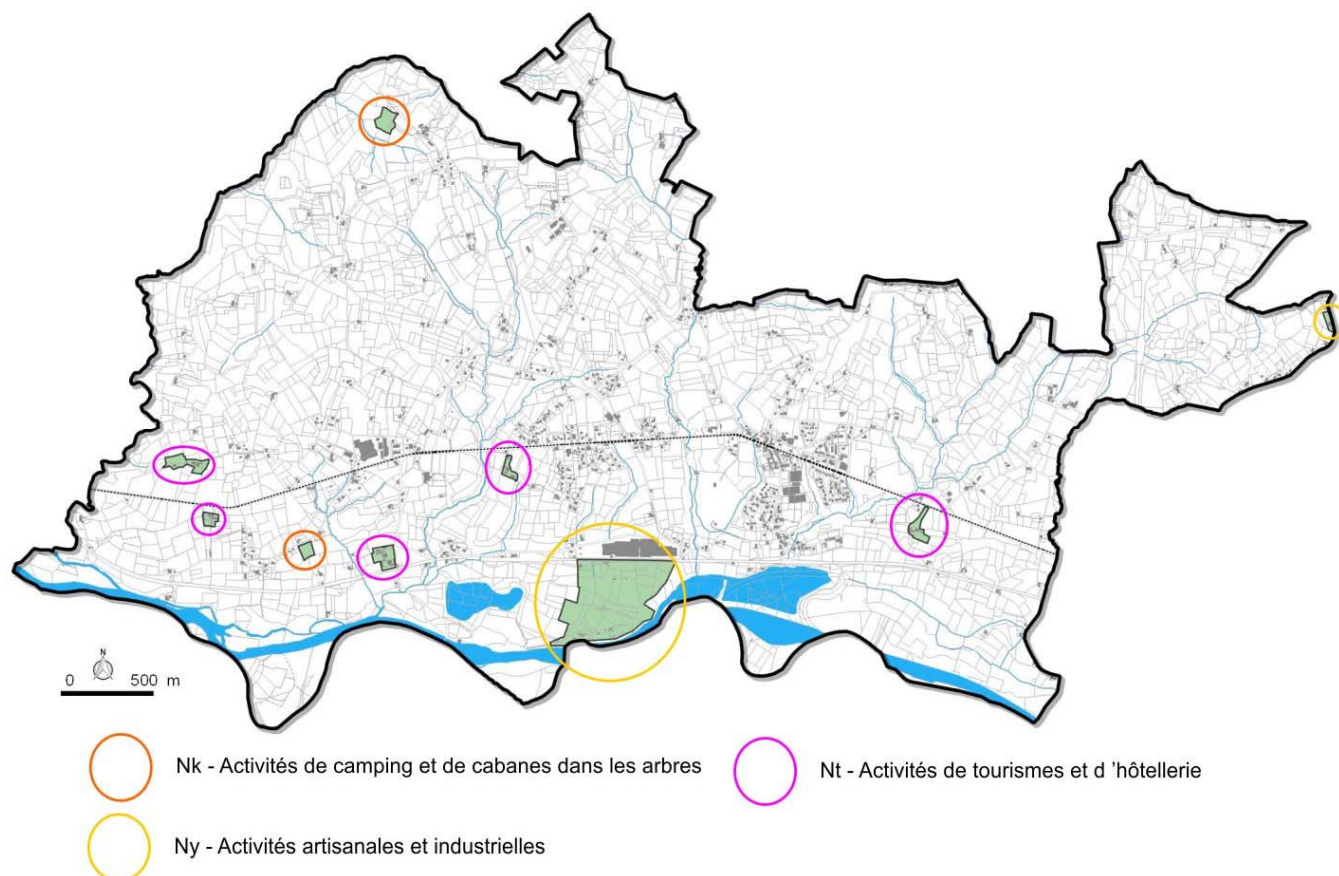 N
0 500 m
Nk - Activités de camping et de cabanes dans les arbres
Nt - Activités de tourismes et d 'hôtellerie
Ny - Activités artisanales et industrielles